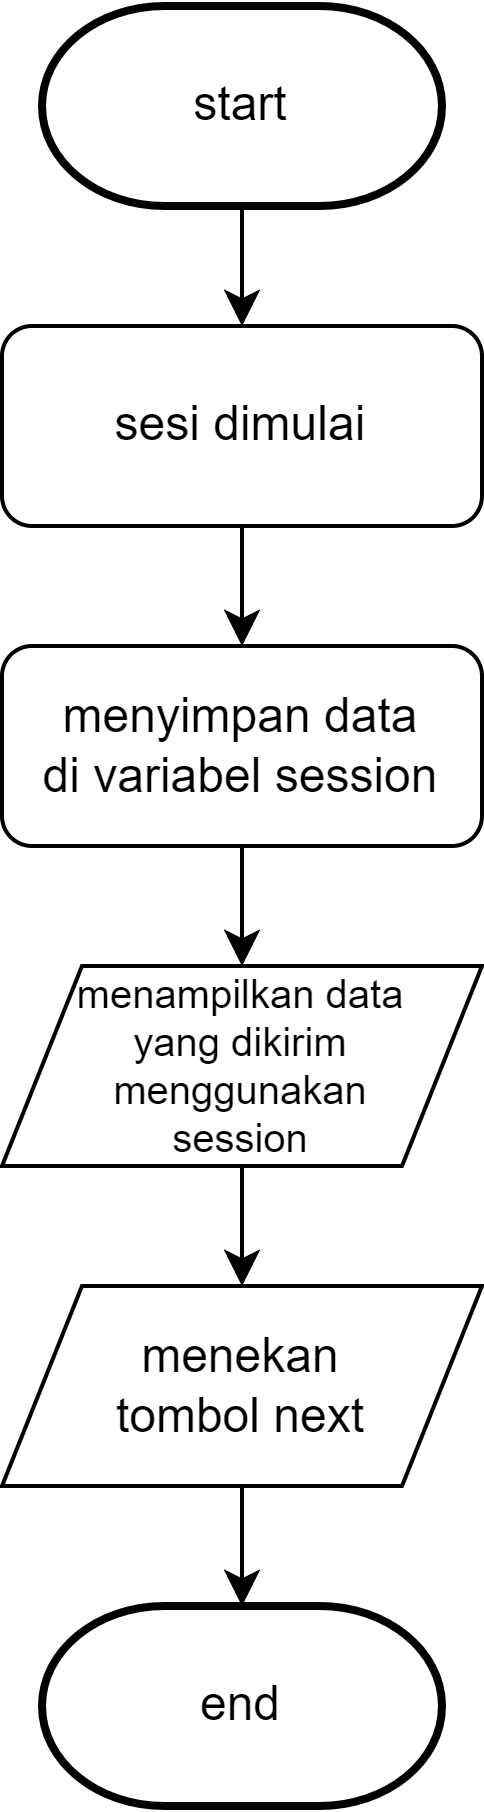 start
sesi dimulai
menyimpan data
di variabel session
menampilkan data
yang dikirim
menggunakan
session
menekan
tombol next
end